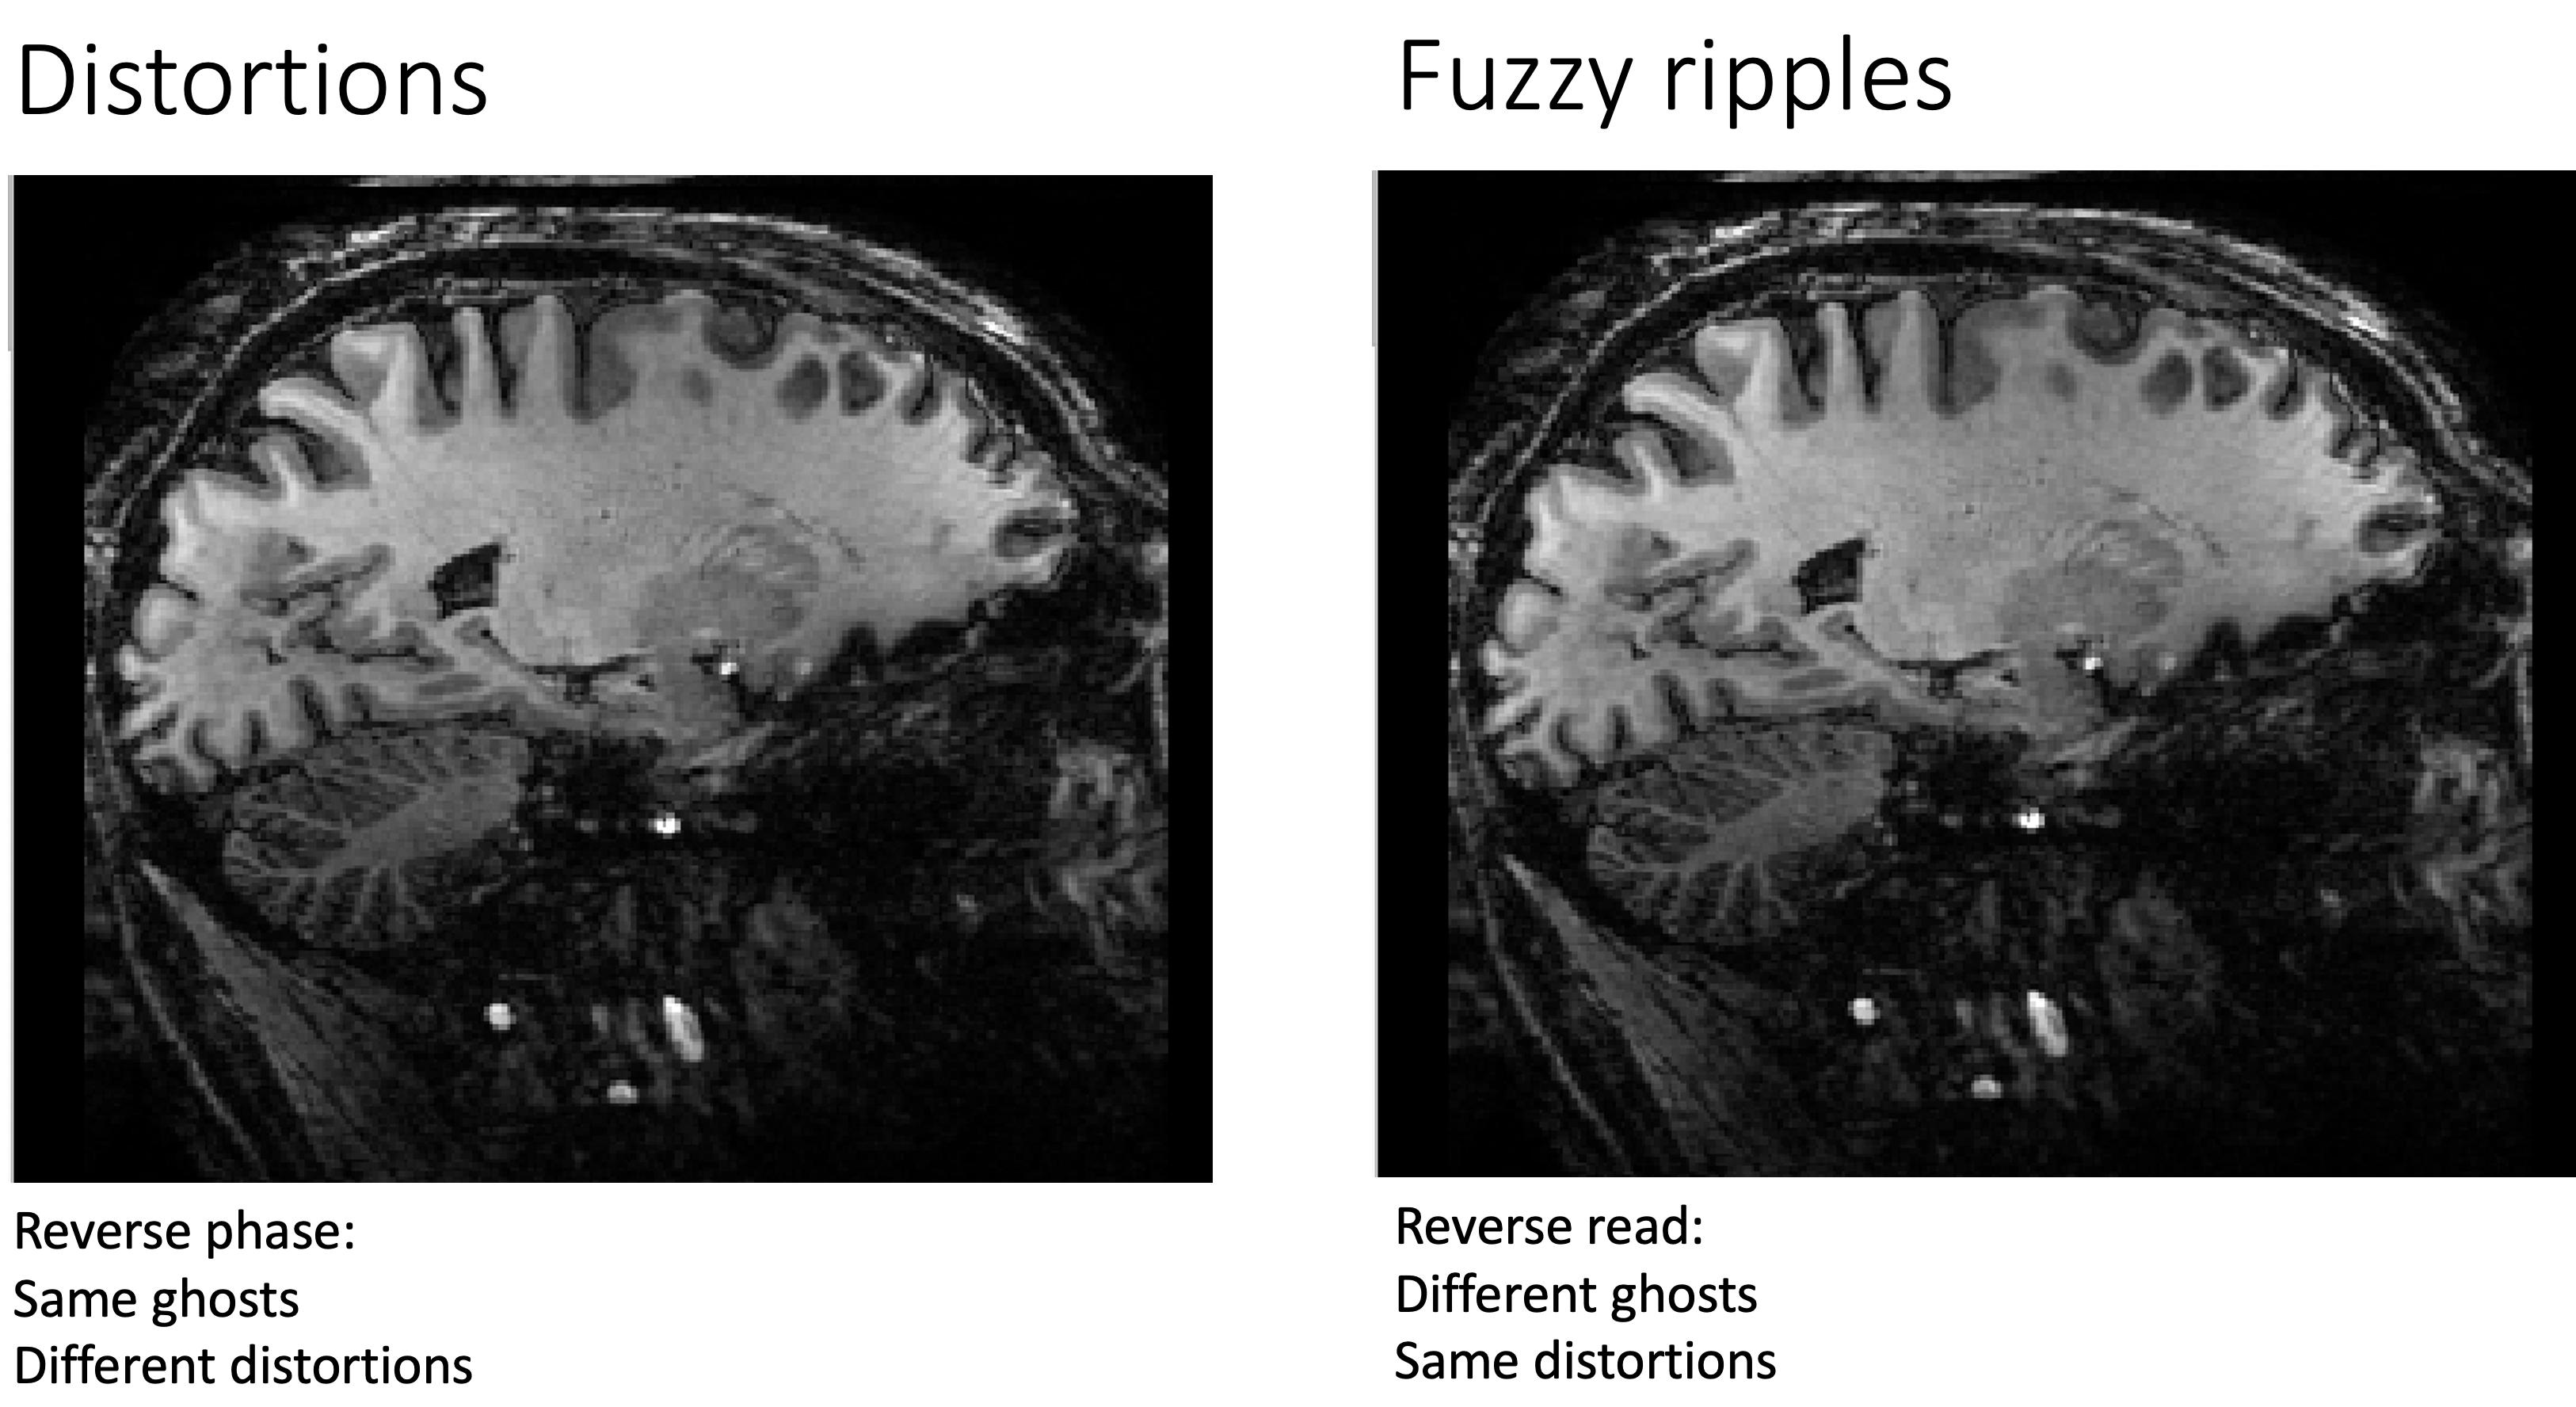 Distortions
Fuzzy ripples
Reverse phase:
Same ghosts
Different distortions
Reverse read:
Different ghosts
Same distortions